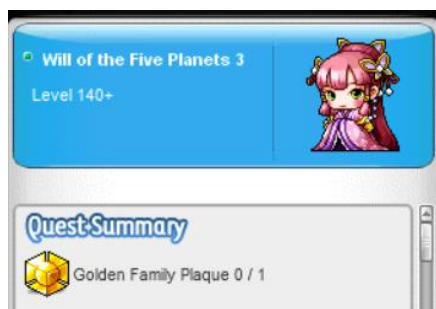 Will of the Five Planets 3
Level 140+
Quest Summary
Golden Family Plaque 0 / 1